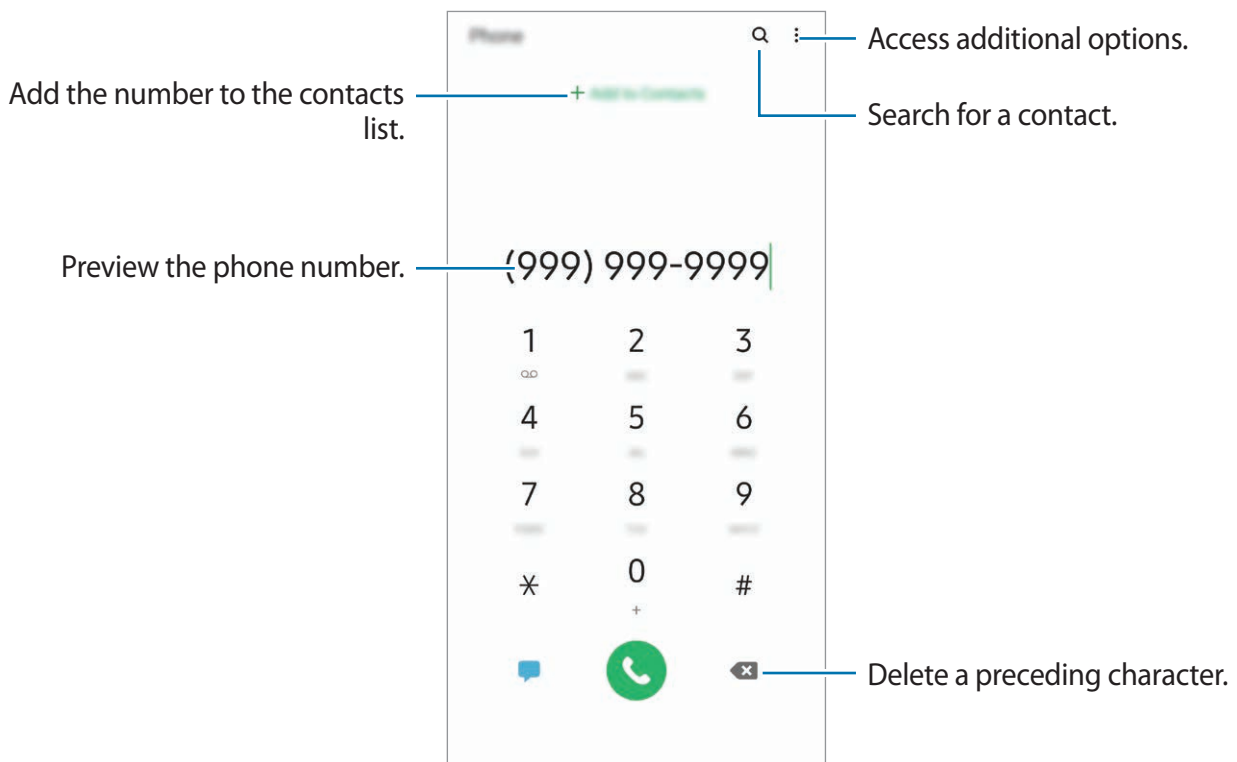 Phone
Access additional options.
+ Add to Contacts
Add the number to the contacts
list.
Search for a contact.
Preview the phone number.
(999) 999-9999
1 2 3
4 5 6
7 8 9
* 0 #
+
Delete a preceding character.